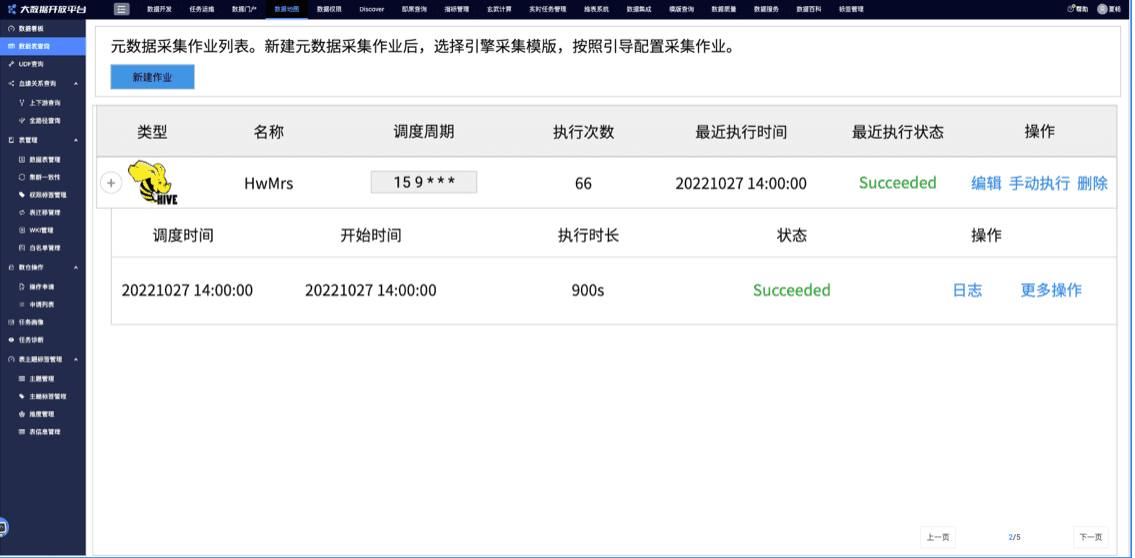 大数据开放平台
数据开发 任务运维 数据门户 数据地图 数据权限 Discover 即席查询 指标管理 玄武计算 实时任务管理 维表系统 数据集成 模版查询 数据质量 数据服务 数据百科 标签管理
帮助
数据看板
数据表查询
UDF查询
血缘关系查询
上下游查询
全路径查询
表管理
数据表管理
集群一致性
权限标签管理
表迁移管理
WKI管理
白名单管理
数仓操作
操作申请
申请列表
任务画像
任务诊断
表主题标签管理
主题管理
主题标签管理
维度管理
表信息管理
元数据采集作业列表。新建元数据采集作业后，选择引擎采集模版，按照引导配置采集作业。
新建作业
类型 名称 调度周期 执行次数 最近执行时间 最近执行状态 操作
HIVE HwMrs 15 9 * * * 66 20221027 14:00:00 Succeeded 编辑 手动执行 删除
调度时间 开始时间 执行时长 状态 操作
20221027 14:00:00 20221027 14:00:00 900s Succeeded 日志 更多操作
上一页 2/5 下一页